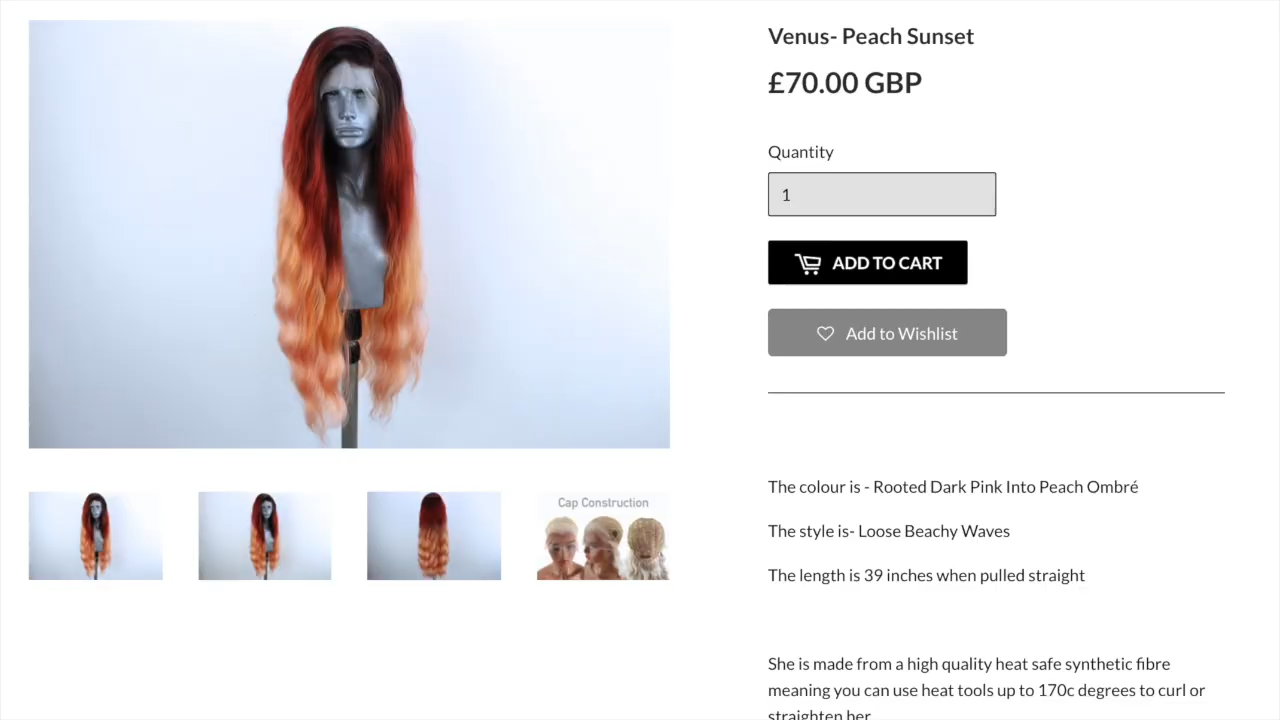 Venus- Peach Sunset
£70.00 GBP
Quantity
1
ADD TO CART
Add to Wishlist
The colour is - Rooted Dark Pink Into Peach Ombré
The style is- Loose Beachy Waves
The length is 39 inches when pulled straight
Cap Construction
She is made from a high quality heat safe synthetic fibre
meaning you can use heat tools up to 170c degrees to curl or
straighten her